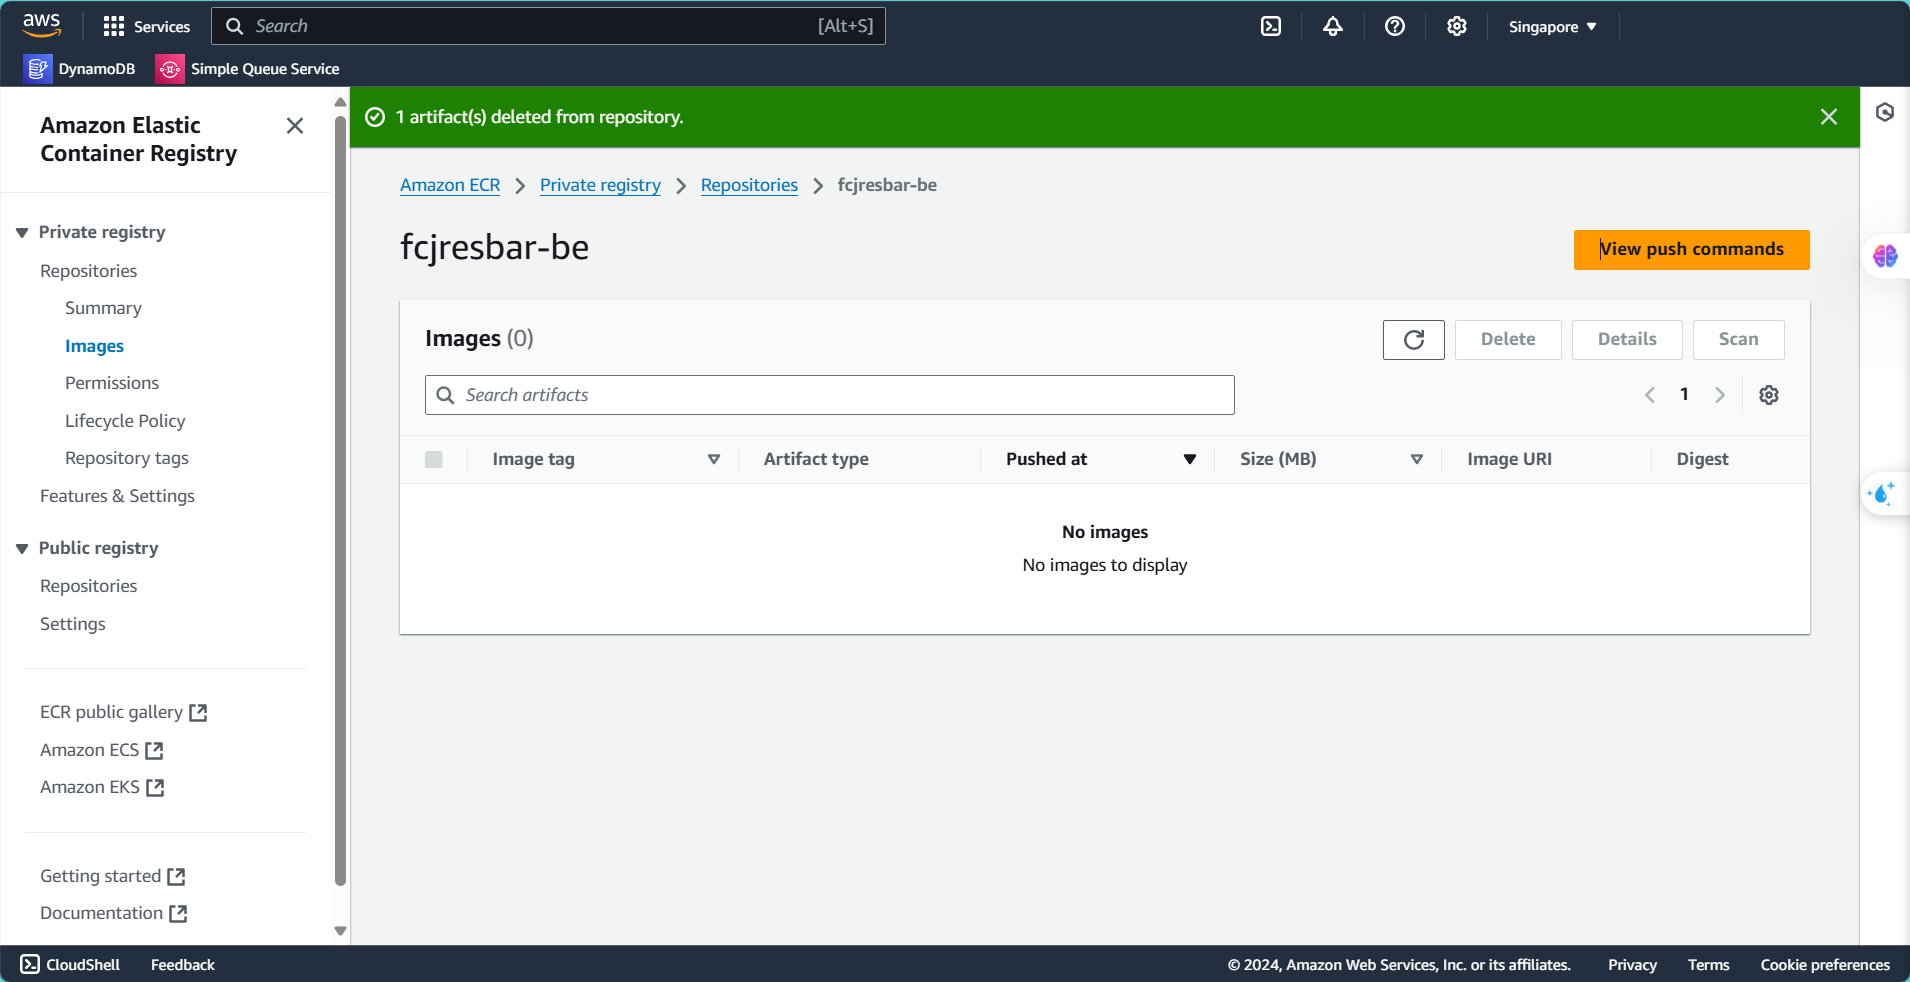 aws
Services
Search
[Alt+S]
Singapore
DynamoDB
Simple Queue Service
Amazon Elastic
Container Registry
Private registry
Repositories
Summary
Images
Permissions
Lifecycle Policy
Repository tags
Features & Settings
Public registry
Repositories
Settings
ECR public gallery
Amazon ECS
Amazon EKS
Getting started
Documentation
1 artifact(s) deleted from repository.
Amazon ECR
Private registry
Repositories
fcjresbar-be
fcjresbar-be
View push commands
Images (0)
Delete
Details
Scan
Search artifacts
1
Image tag
Artifact type
Pushed at
Size (MB)
Image URI
Digest
No images
No images to display
CloudShell
Feedback
© 2024, Amazon Web Services, Inc. or its affiliates.
Privacy
Terms
Cookie preferences